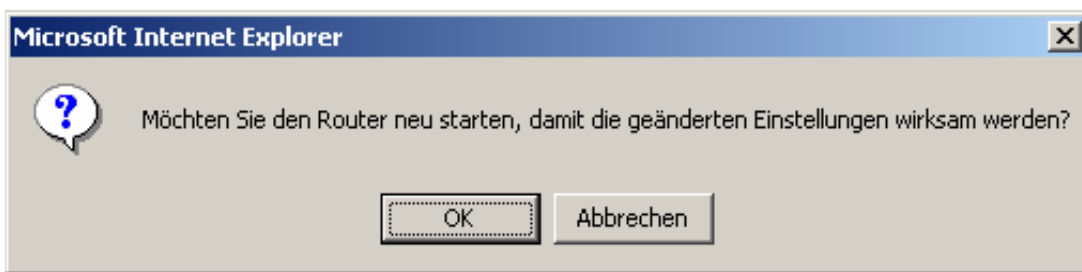 Microsoft Internet Explorer
Möchten Sie den Router neu starten, damit die geänderten Einstellungen wirksam werden?
OK Abbrechen